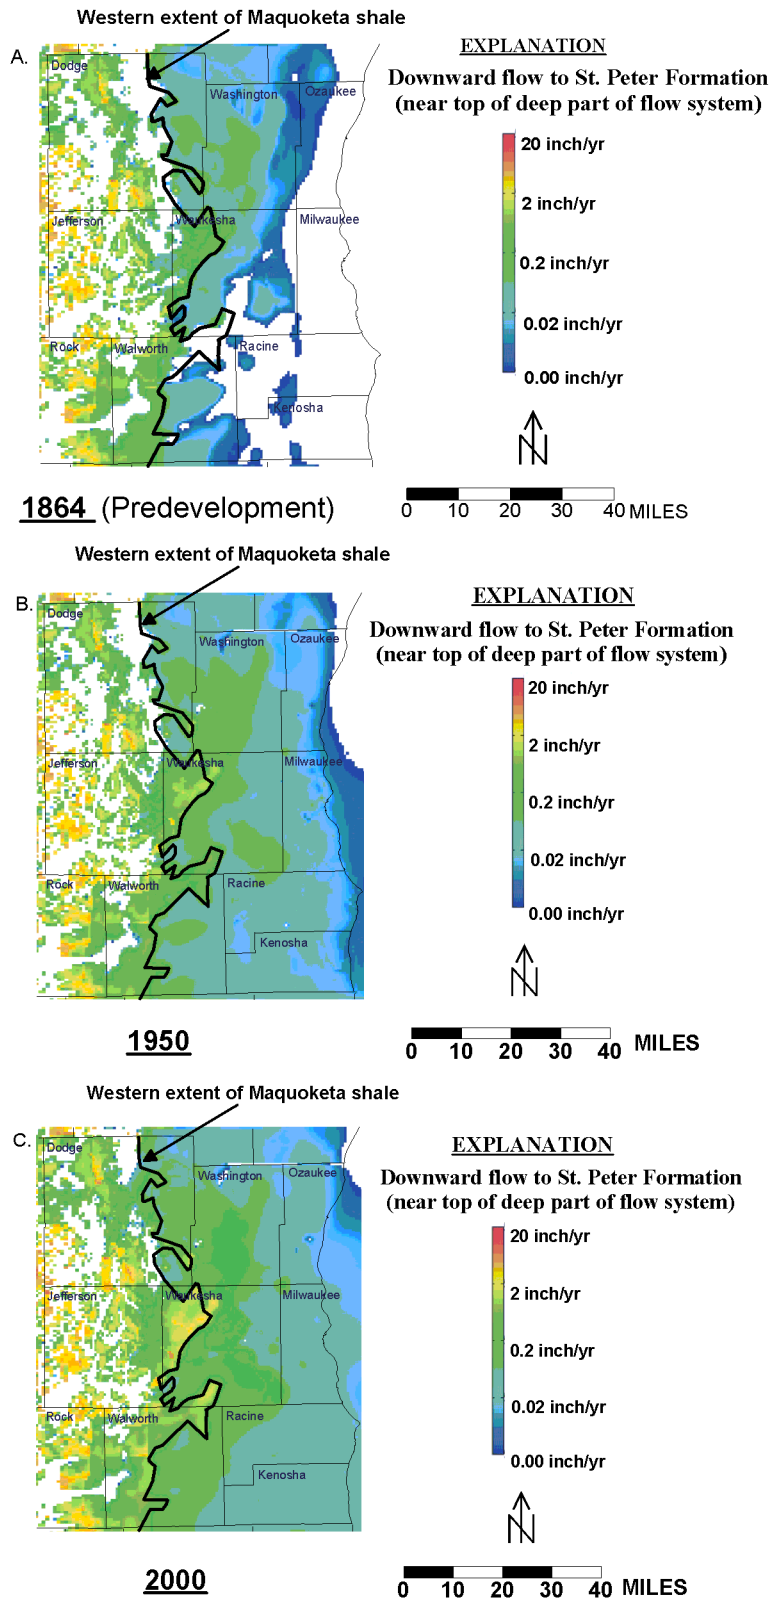 Western extent of Maquoketa shale
A.
EXPLANATION
Downward flow to St. Peter Formation
(near top of deep part of flow system)
Dodge
Washington
Ozaukee
Jefferson
Waukesha
Milwaukee
Rock
Walworth
Racine
Kenosha
20 inch/yr
2 inch/yr
0.2 inch/yr
0.02 inch/yr
0.00 inch/yr
N
0 10 20 30 40 MILES
1864 (Predevelopment)
Western extent of Maquoketa shale
B.
EXPLANATION
Downward flow to St. Peter Formation
(near top of deep part of flow system)
Dodge
Washington
Ozaukee
Jefferson
Waukesha
Milwaukee
Rock
Walworth
Racine
Kenosha
20 inch/yr
2 inch/yr
0.2 inch/yr
0.02 inch/yr
0.00 inch/yr
N
0 10 20 30 40 MILES
1950
Western extent of Maquoketa shale
C.
EXPLANATION
Downward flow to St. Peter Formation
(near top of deep part of flow system)
Dodge
Washington
Ozaukee
Jefferson
Waukesha
Milwaukee
Rock
Walworth
Racine
Kenosha
20 inch/yr
2 inch/yr
0.2 inch/yr
0.02 inch/yr
0.00 inch/yr
N
0 10 20 30 40 MILES
2000